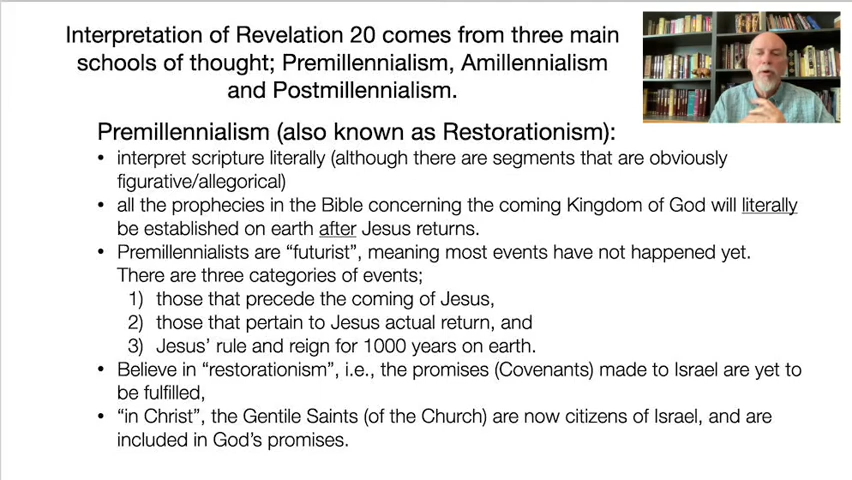 Interpretation of Revelation 20 comes from three main
schools of thought; Premillennialism, Amillennialism
and Postmillennialism.
Premillennialism (also known as Restorationism):
• interpret scripture literally (although there are segments that are obviously
figurative/allegorical)
• all the prophecies in the Bible concerning the coming Kingdom of God will literally
be established on earth after Jesus returns.
• Premillennialists are “futurist”, meaning most events have not happened yet.
There are three categories of events;
1) those that precede the coming of Jesus,
2) those that pertain to Jesus actual return, and
3) Jesus’ rule and reign for 1000 years on earth.
• Believe in “restorationism”, i.e., the promises (Covenants) made to Israel are yet to
be fulfilled,
• “in Christ”, the Gentile Saints (of the Church) are now citizens of Israel, and are
included in God’s promises.